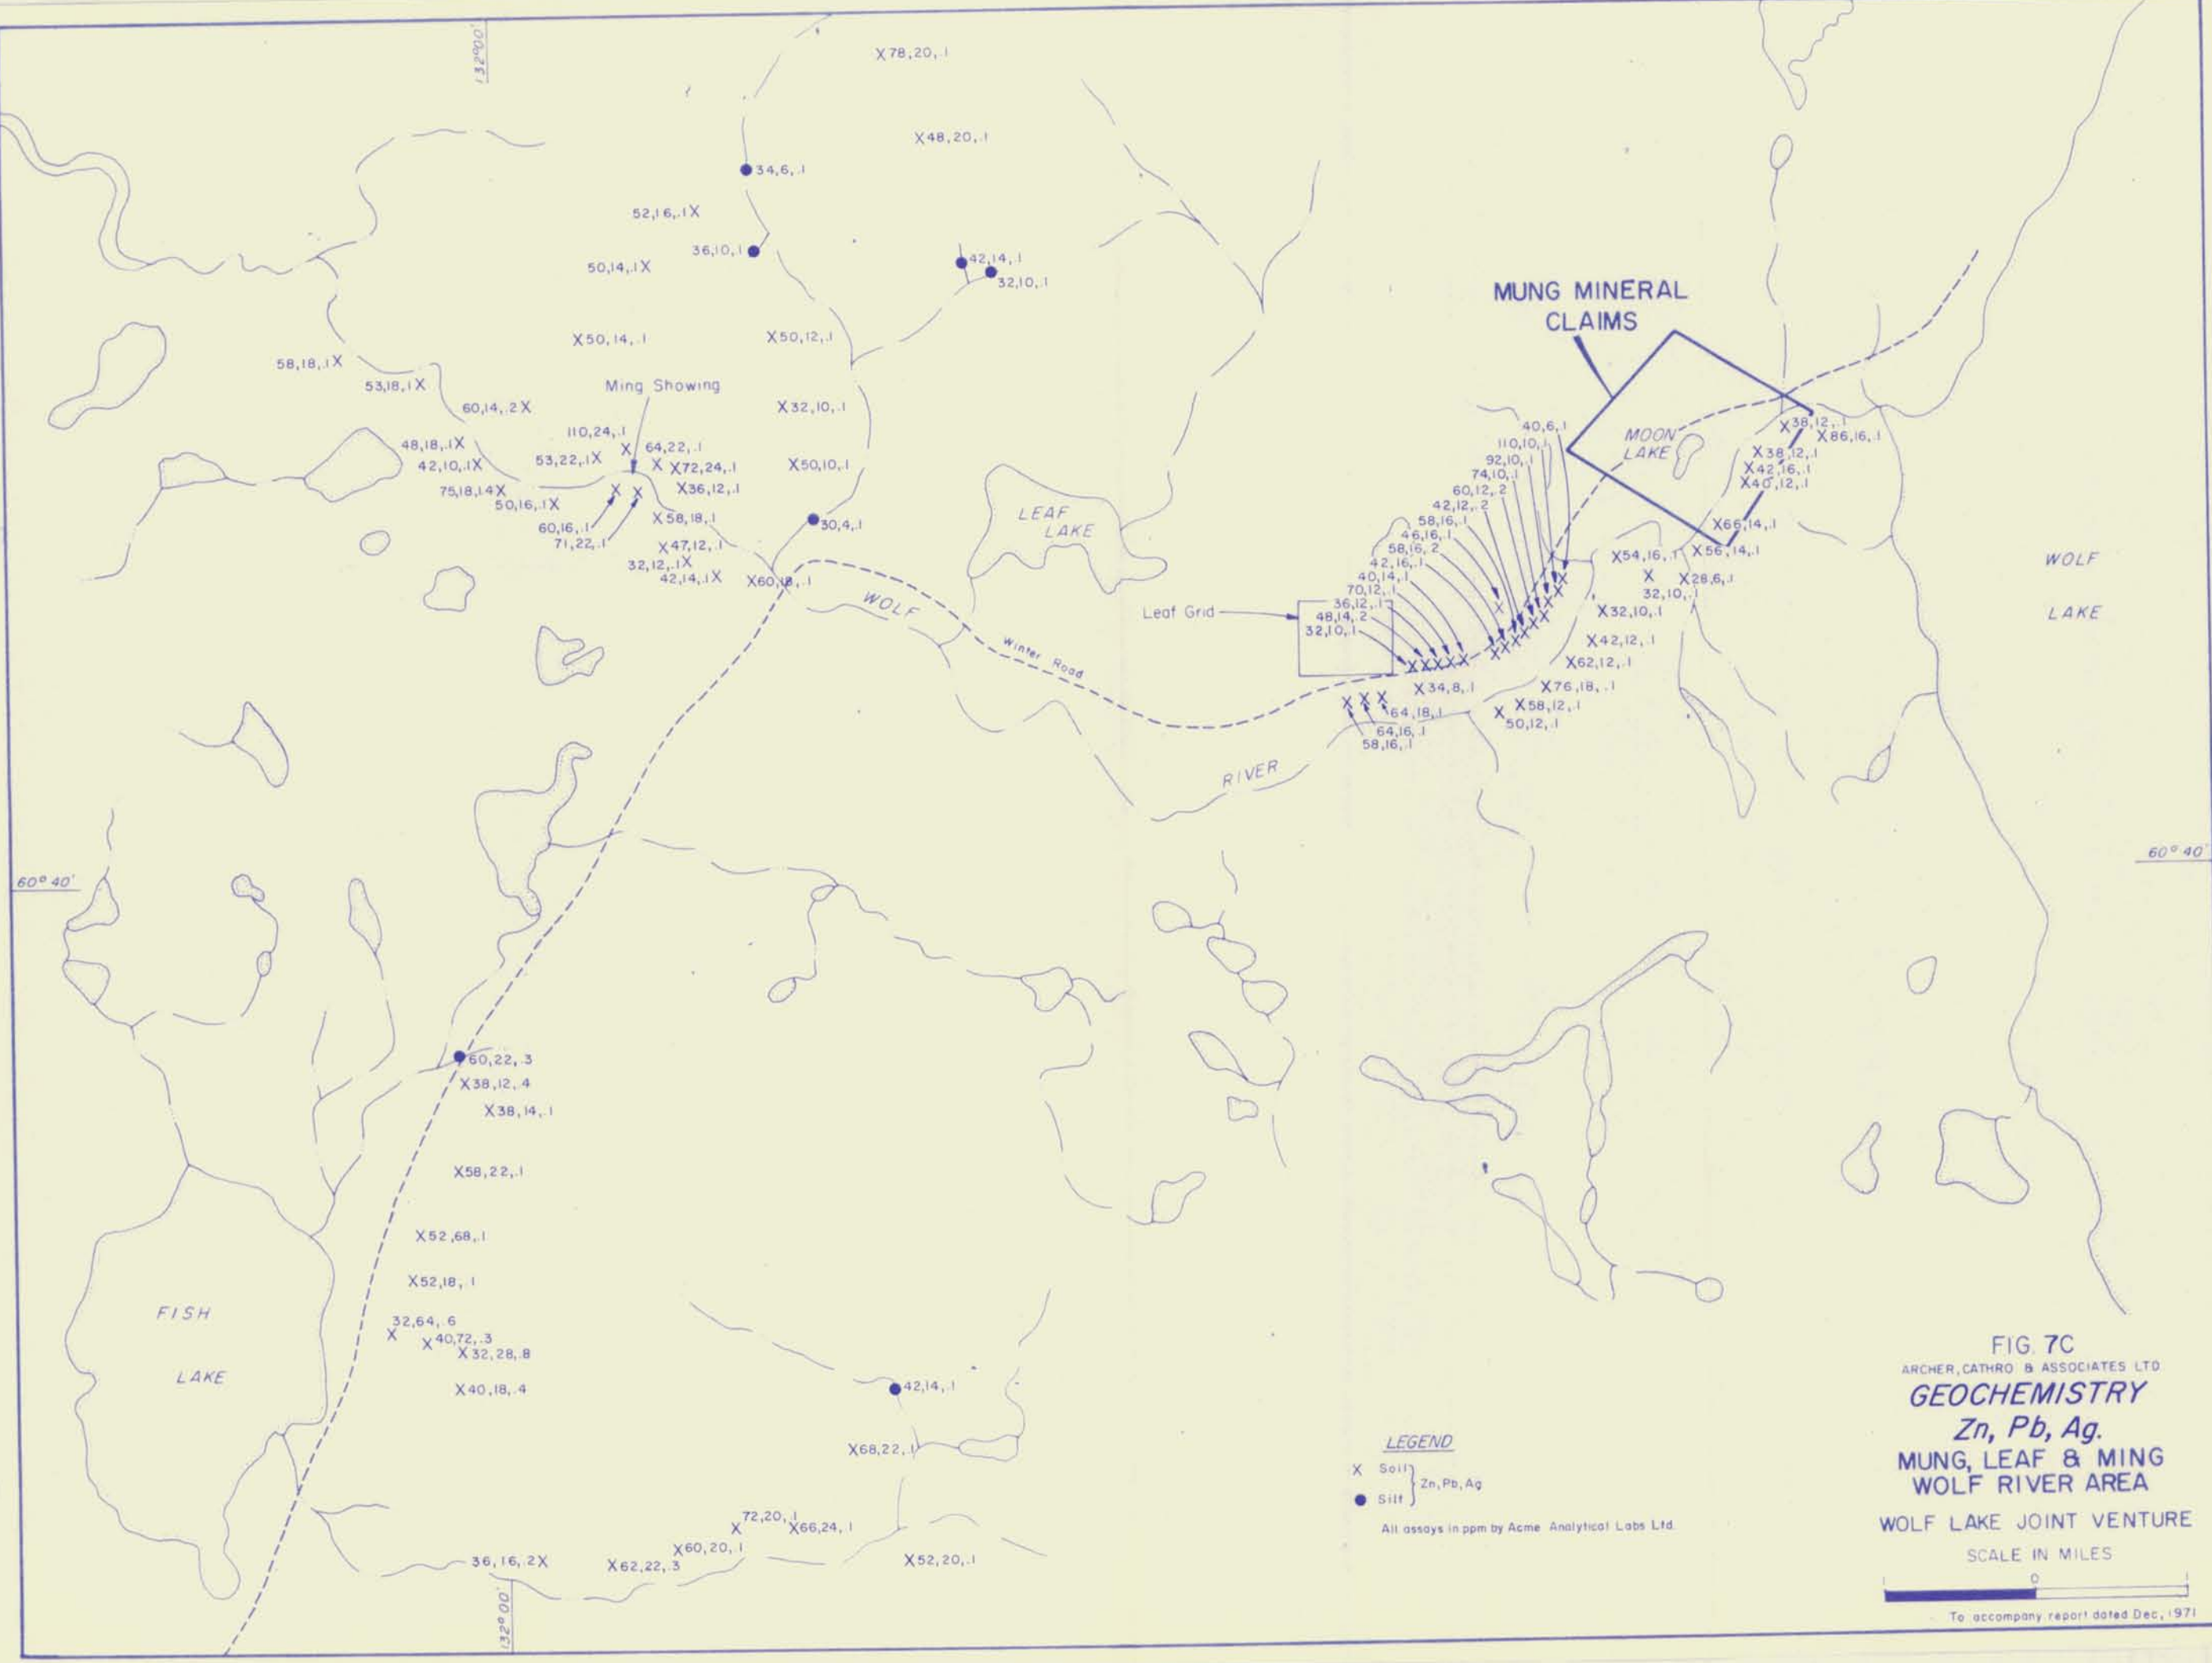 132°00'
X78,20,.1
X48,20,.1
34,6,.1
52,16,.1X
36,10,.1
42,14,.1
32,10,.1
50,14,.1X
X50,14,.1
X50,12,.1
58,18,.1X
53,18,.1X
Ming Showing
60,14,.2X
X32,10,.1
110,24,.1
X
48,18,.1X
64,22,.1
X
42,10,.1X
53,22,.1X
X72,24,.1
X50,10,.1
75,18,1.4X
X X
X36,12,.1
50,16,.1X
60,16,.1
X58,18,.1
30,4,.1
71,22,.1
X47,12,.1
32,12,.1X
42,14,.1X
X60,18,.1
LEAF
LAKE
WOLF
Winter Road
RIVER
MUNG MINERAL
CLAIMS
MOON
LAKE
40,6,.1
110,10,.1
92,10,.1
74,10,.1
60,12,.2
42,12,.2
58,16,.1
46,16,.1
58,16,.2
42,16,.1
40,14,.1
70,12,.1
36,12,.1
48,14,.2
32,10,.1
Leaf Grid
X38,12,.1
X86,16,.1
X38,12,.1
X42,16,.1
X40,12,.1
X66,14,.1
X54,16,.1
X56,14,.1
X
32,10,.1
X28,6,.1
X32,10,.1
X42,12,.1
X62,12,.1
X76,18,.1
X58,12,.1
X
50,12,.1
X34,8,.1
X X X
64,18,.1
64,16,.1
58,16,.1
WOLF
LAKE
60°40'
60°40'
60,22,.3
X38,12,.4
X38,14,.1
X58,22,.1
X52,68,.1
X52,18,.1
32,64,.6
X
X40,72,.3
X32,28,.8
X40,18,.4
FISH
LAKE
42,14,.1
X68,22,.1
72,20,.1
X
X66,24,.1
X60,20,.1
36,16,.2X
X62,22,.3
X52,20,.1
132°00'
LEGEND
X Soil
Zn,Pb,Ag
Silt
All assays in ppm by Acme Analytical Labs Ltd.
FIG. 7C
ARCHER, CATHRO & ASSOCIATES LTD
GEOCHEMISTRY
Zn, Pb, Ag.
MUNG, LEAF & MING
WOLF RIVER AREA
WOLF LAKE JOINT VENTURE
SCALE IN MILES
1 0 1
To accompany report dated Dec, 1971